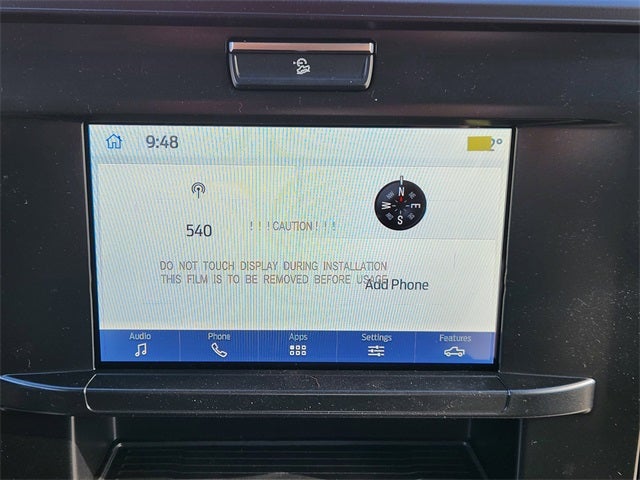 9:48
2°
540
! ! ! CAUTION ! ! !
N
W E
S
DO NOT TOUCH DISPLAY DURING INSTALLATION
THIS FILM IS TO BE REMOVED BEFORE USAGE
Add Phone
Audio Phone Apps Settings Features